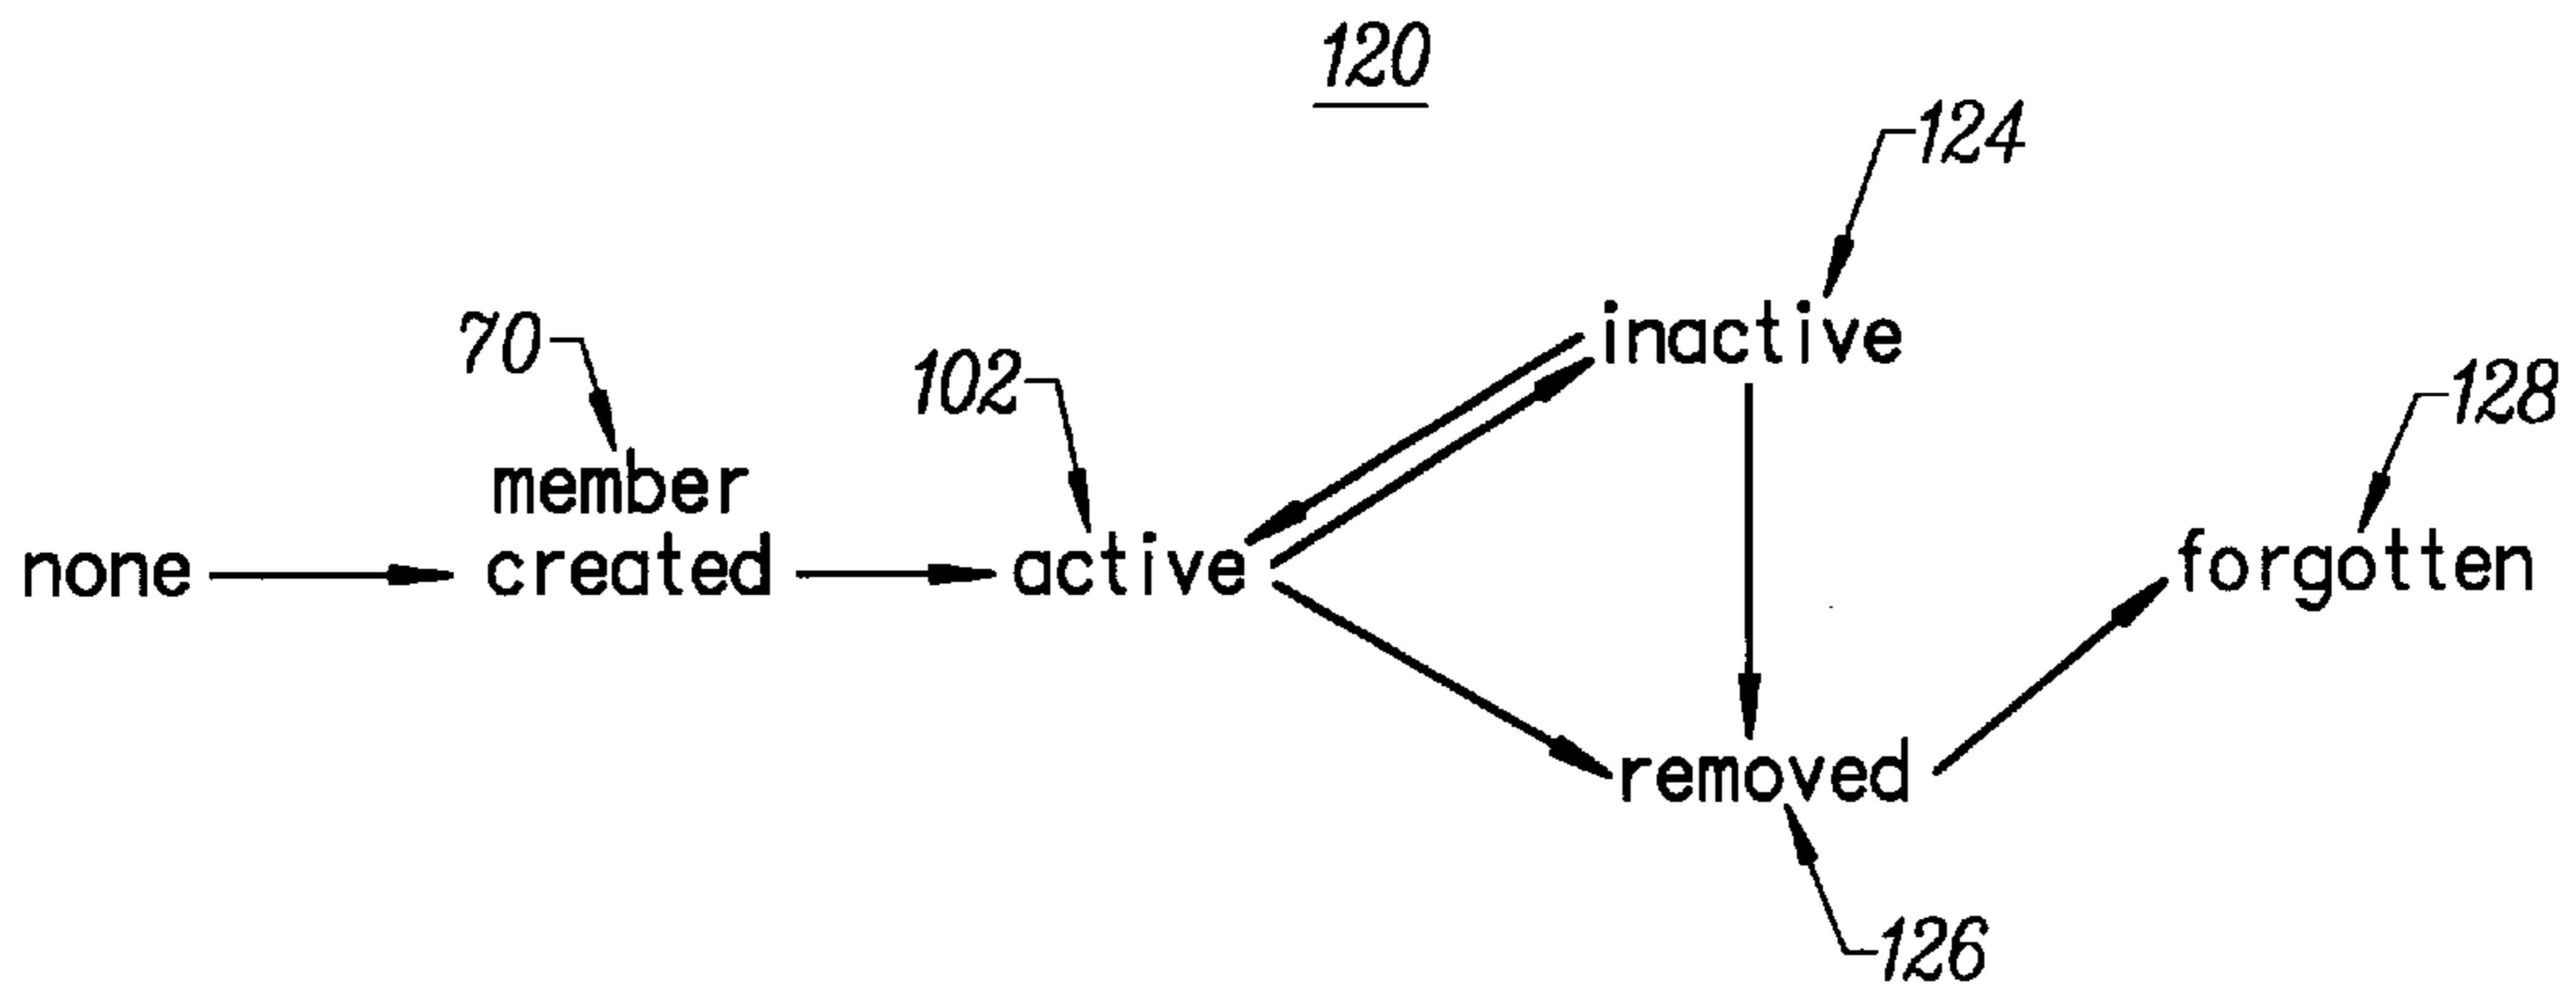 120
124
inactive
70
102
128
member
created
none
active
forgotten
removed
126